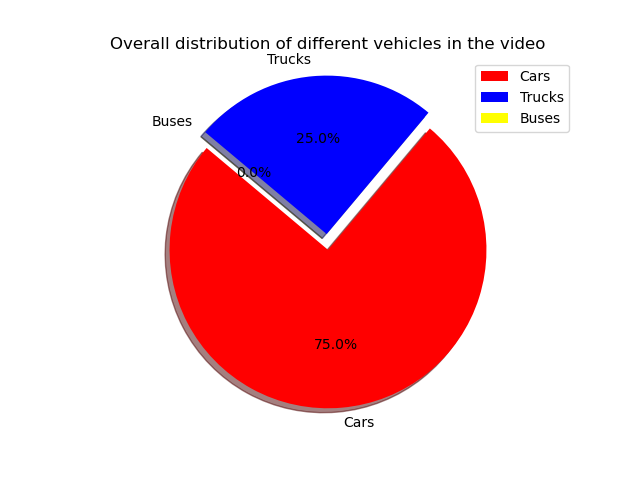 Overall distribution of different vehicles in the video
Trucks
Cars
Trucks
Buses
Buses
25.0%
0.0%
75.0%
Cars